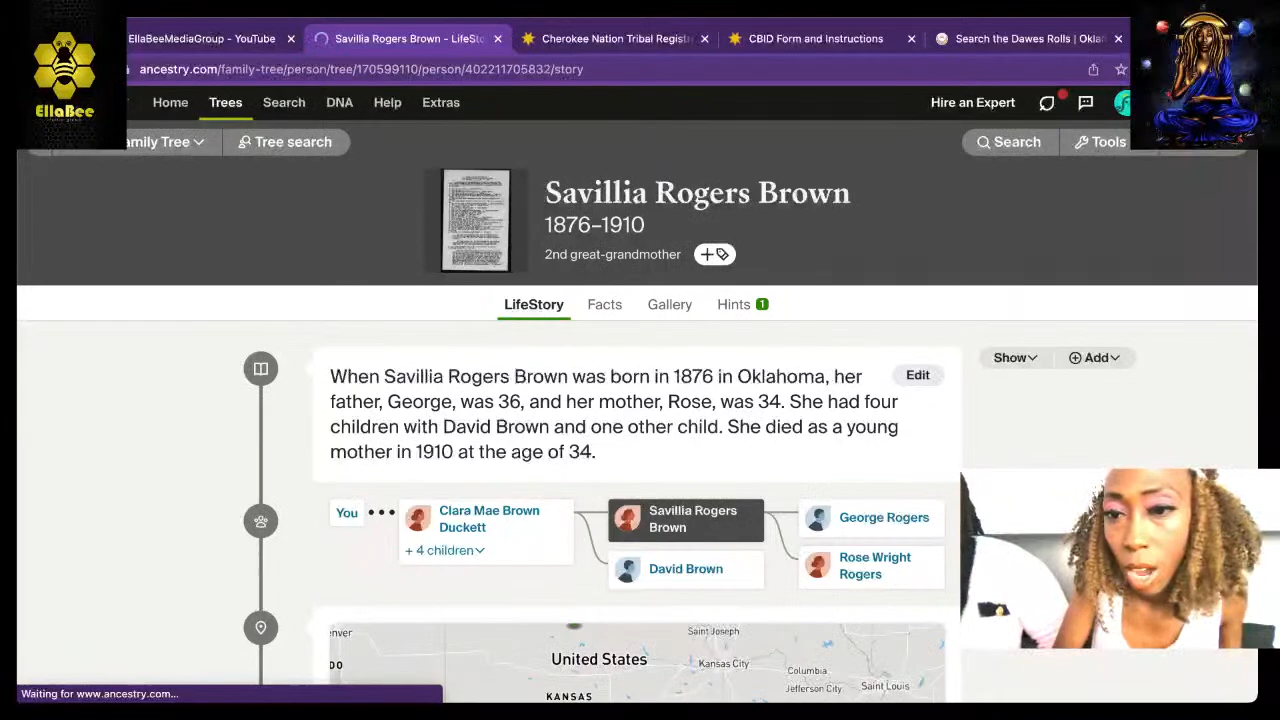 EllaBeeMediaGroup - YouTube
Savillia Rogers Brown - LifeSto
Cherokee Nation Tribal Registr
CBID Form and Instructions
Search the Dawes Rolls | Okla
ancestry.com/family-tree/person/tree/170599110/person/402211705832/story
EllaBee
Home Trees Search DNA Help Extras
Hire an Expert
amily Tree
Tree search
Search
Tools
Savillia Rogers Brown
1876–1910
2nd great-grandmother
LifeStory Facts Gallery Hints 1
Show
Add
Edit
When Savillia Rogers Brown was born in 1876 in Oklahoma, her
father, George, was 36, and her mother, Rose, was 34. She had four
children with David Brown and one other child. She died as a young
mother in 1910 at the age of 34.
You
Clara Mae Brown
Duckett
+ 4 children
Savillia Rogers
Brown
David Brown
George Rogers
Rose Wright
Rogers
enver
Saint Joseph
United States
Kansas City
DO
Columbia
Jefferson City
Saint Louis
KANSAS
Waiting for www.ancestry.com...